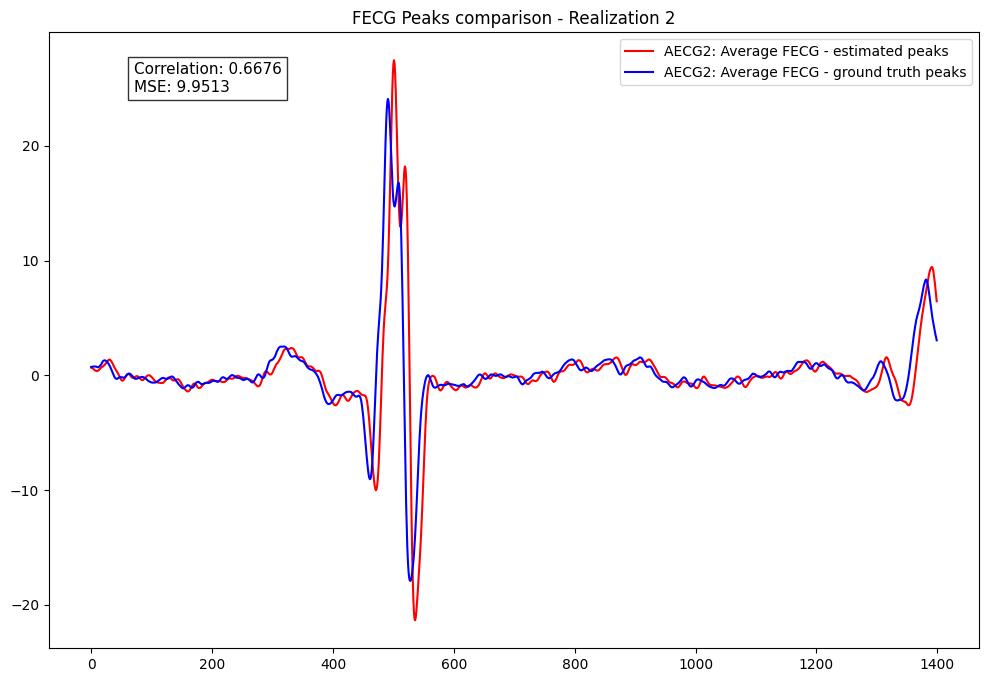 FECG Peaks comparison - Realization 2
Correlation: 0.6676
MSE: 9.9513
AECG2: Average FECG - estimated peaks
AECG2: Average FECG - ground truth peaks
20
10
0
−10
−20
0
200
400
600
800
1000
1200
1400